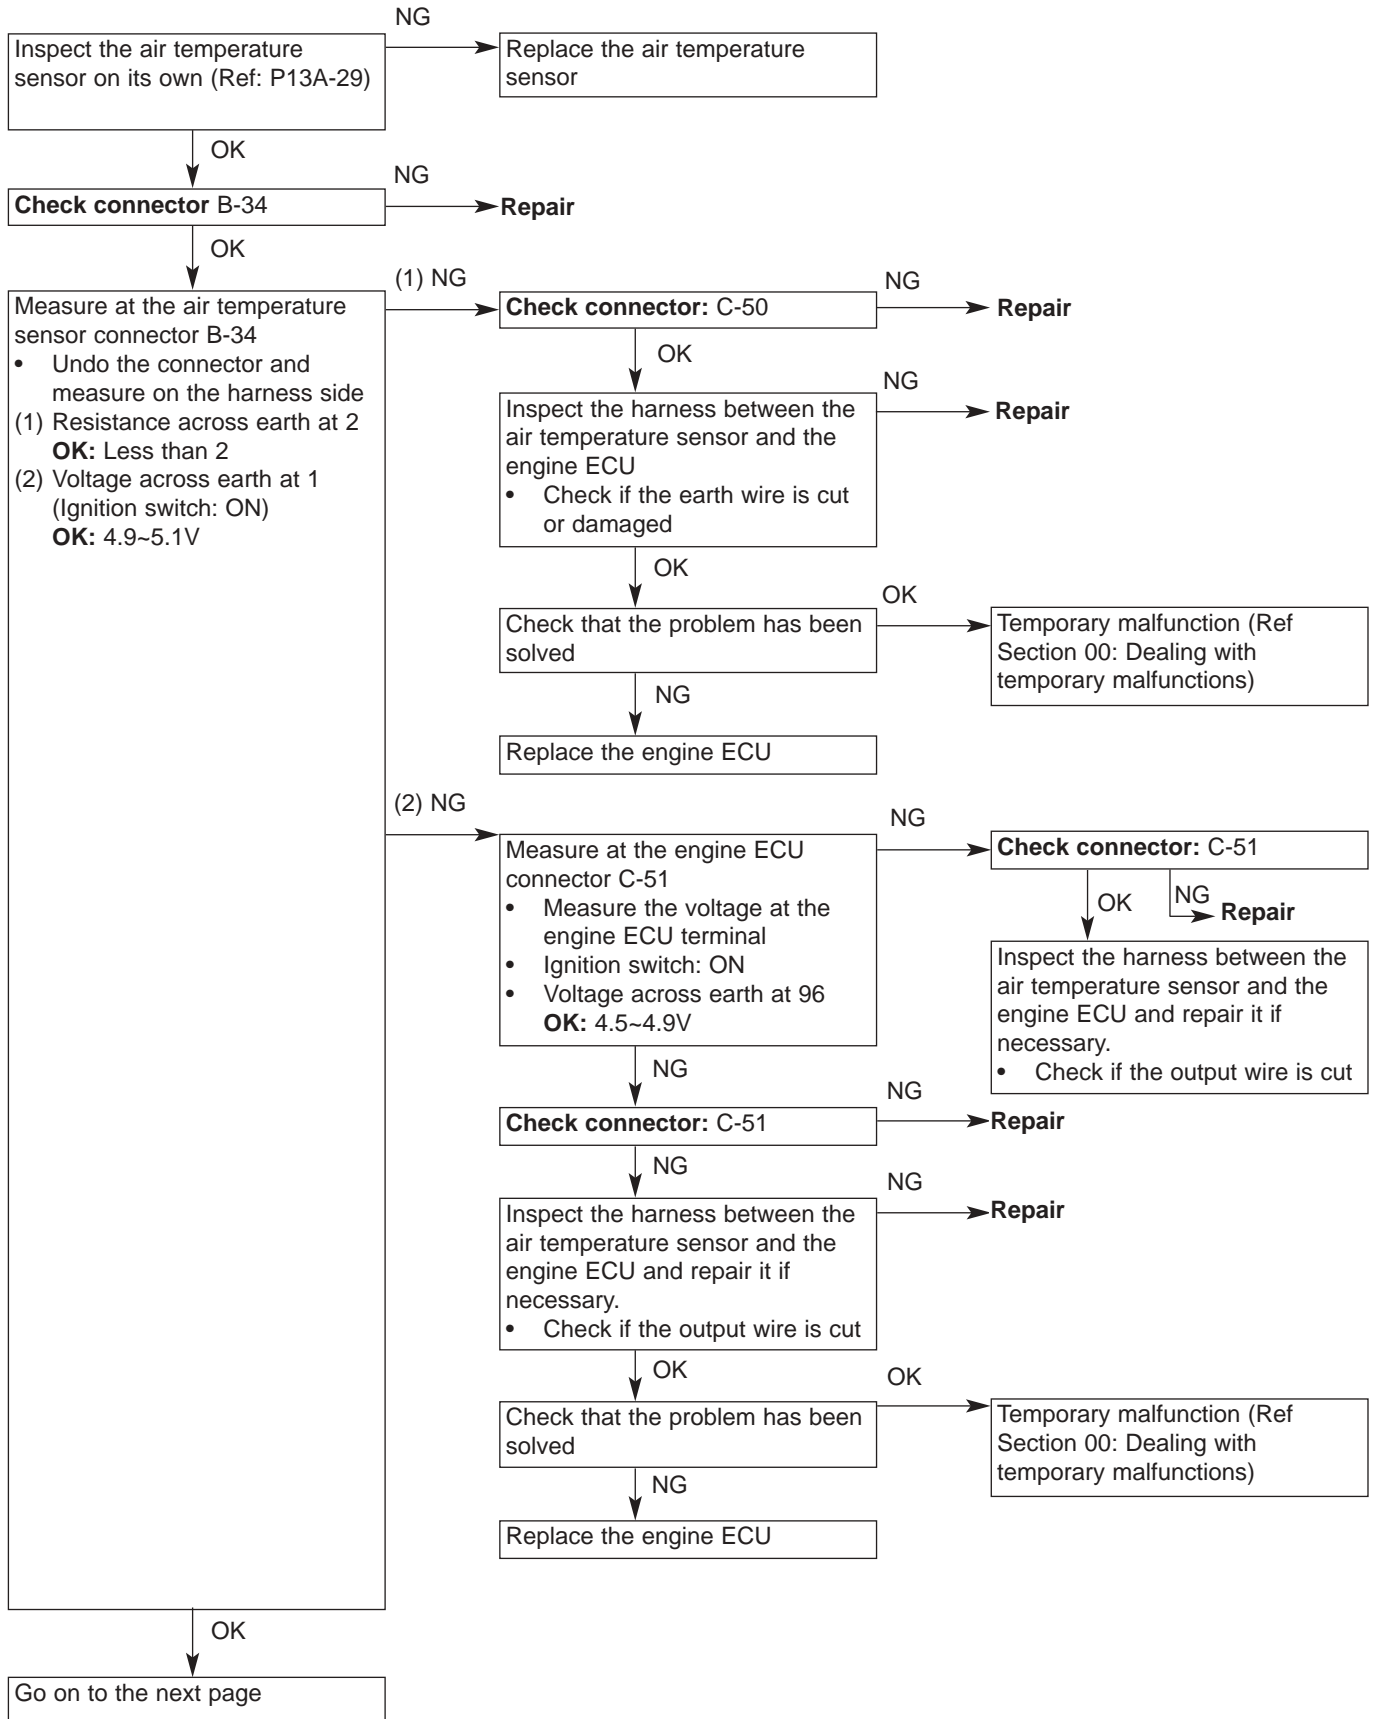 NG
Inspect the air temperature
sensor on its own (Ref: P13A-29)
Replace the air temperature
sensor
OK
NG
Check connector B-34
Repair
OK
Measure at the air temperature
sensor connector B-34
• Undo the connector and
measure on the harness side
(1) Resistance across earth at 2
OK: Less than 2
(2) Voltage across earth at 1
(Ignition switch: ON)
OK: 4.9~5.1V
(1) NG
Check connector: C-50
NG
Repair
OK
Inspect the harness between the
air temperature sensor and the
engine ECU
• Check if the earth wire is cut
or damaged
NG
Repair
OK
Check that the problem has been
solved
OK
Temporary malfunction (Ref
Section 00: Dealing with
temporary malfunctions)
NG
Replace the engine ECU
(2) NG
Measure at the engine ECU
connector C-51
• Measure the voltage at the
engine ECU terminal
• Ignition switch: ON
• Voltage across earth at 96
OK: 4.5~4.9V
NG
Check connector: C-51
OK
NG
Repair
Inspect the harness between the
air temperature sensor and the
engine ECU and repair it if
necessary.
• Check if the output wire is cut
NG
Check connector: C-51
NG
Repair
NG
Inspect the harness between the
air temperature sensor and the
engine ECU and repair it if
necessary.
• Check if the output wire is cut
NG
Repair
OK
Check that the problem has been
solved
OK
Temporary malfunction (Ref
Section 00: Dealing with
temporary malfunctions)
NG
Replace the engine ECU
OK
Go on to the next page